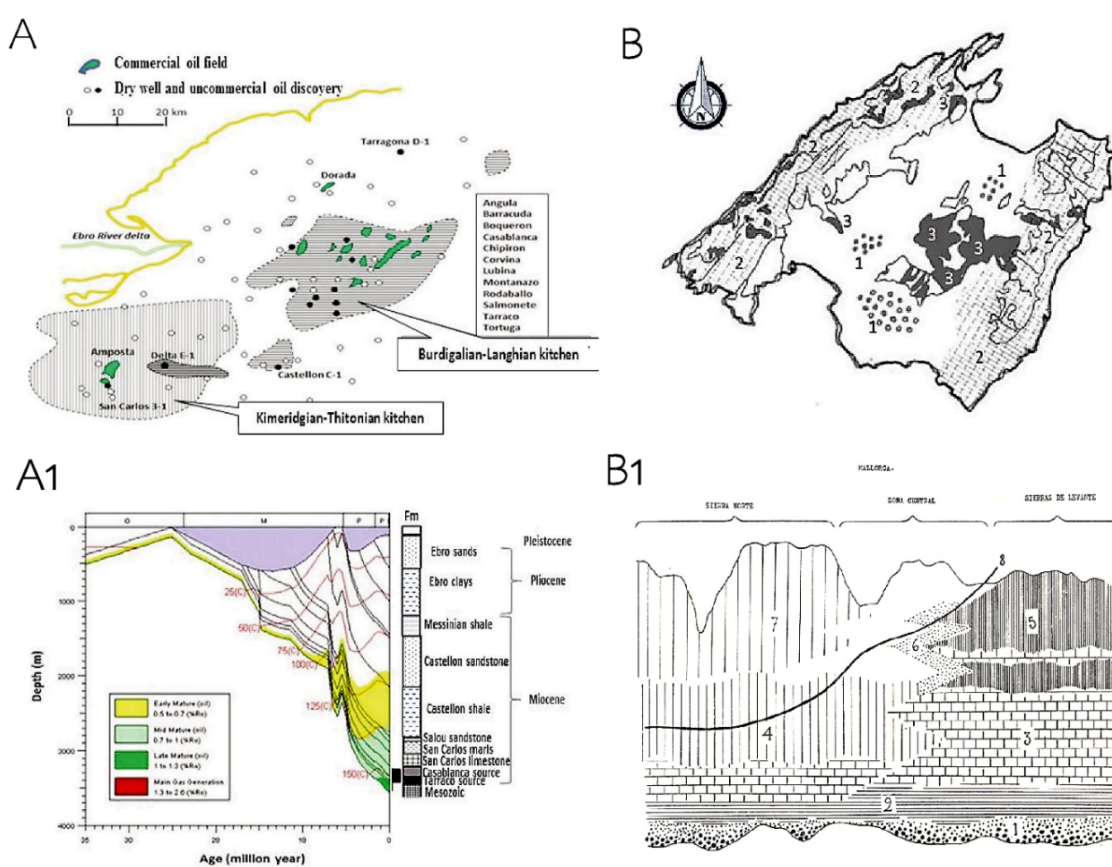 A
Commercial oil field
Dry well and uncommercial oil discovery
0 10 20 km
Tarragona D-1
Dorada
Ebro River delta
Angula
Barracuda
Boqueron
Casablanca
Chipiron
Corvina
Lubina
Montanazo
Rodaballo
Salmonete
Tarraco
Tortuga
Burdigalian-Langhian kitchen
Amposta
Delta E-1
Castellon C-1
San Carlos 3-1
Kimeridgian-Thitonian kitchen
B
N
2
3
2
1
3
2
3
3
1
3
2
1
2
A1
O M P P
Fm
0
1000
2000
3000
4000
Depth (m)
25(C)
50(C)
75(C)
100(C)
125(C)
150(C)
Early Mature (oil)
0.5 to 0.7 (%Ro)
Mid Mature (oil)
0.7 to 1 (%Ro)
Late Mature (oil)
1 to 1.3 (%Ro)
Main Gas Generation
1.3 to 2.6 (%Ro)
35 30 20 10 0
Age (million year)
Ebro sands
Ebro clays
Messinian shale
Castellon sandstone
Castellon shale
Salou sandstone
San Carlos marls
San Carlos limestone
Casablanca source
Tarraco source
Mesozoic
Pleistocene
Pliocene
Miocene
B1
MALLORCA.
SIERRA NORTE
ZONA CENTRAL
SIERRAS DE LEVANTE
8
7
5
6
4
3
2
1